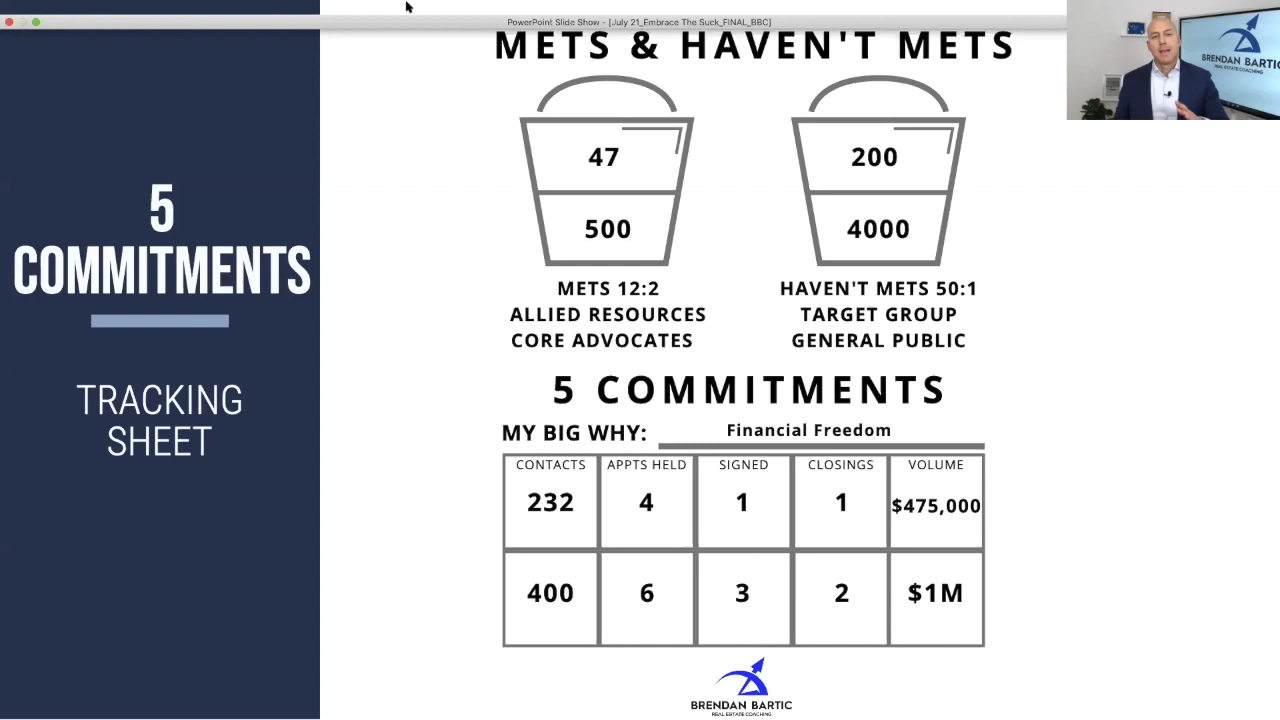 PowerPoint Slide Show - [July 21_Embrace The Suck_FINAL_BBC]
METS & HAVEN'T METS
BRENDAN BARTIC
REAL ESTATE COACHING
5
COMMITMENTS
TRACKING
SHEET
47
500
METS 12:2
ALLIED RESOURCES
CORE ADVOCATES
200
4000
HAVEN'T METS 50:1
TARGET GROUP
GENERAL PUBLIC
5 COMMITMENTS
MY BIG WHY: Financial Freedom
CONTACTS APPTS HELD SIGNED CLOSINGS VOLUME
232 4 1 1 $475,000
400 6 3 2 $1M
BRENDAN BARTIC
REAL ESTATE COACHING